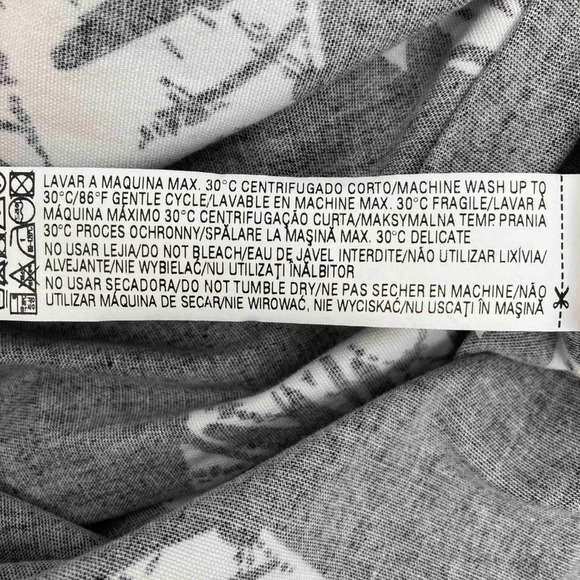 LAVAR A MAQUINA MAX. 30°C CENTRIFUGADO CORTO/MACHINE WASH UP TO
30°C/86°F GENTLE CYCLE/LAVABLE EN MACHINE MAX. 30°C FRAGILE/LAVAR À
MÁQUINA MÁXIMO 30°C CENTRIFUGAÇÃO CURTA/MAKSYMALNA TEMP PRANIA
30°C PROCES OCHRONNY/SPĂLARE LA MAŞINĂ MAX. 30°C DELICATE
NO USAR LEJIA/DO NOT BLEACH/EAU DE JAVEL INTERDITE/NÃO UTILIZAR LIXÍVIA/
ALVEJANTE/NIE WYBIELAĆ/NU UTILIZAȚI ÎNĂLBITOR
NO USAR SECADORA/DO NOT TUMBLE DRY/NE PAS SECHER EN MACHINE/NÃO
UTILIZAR MÁQUINA DE SECAR/NIE WIROWAĆ, NIE WYCISKAĆ/NU USCAȚI ÎN MAŞINĂ